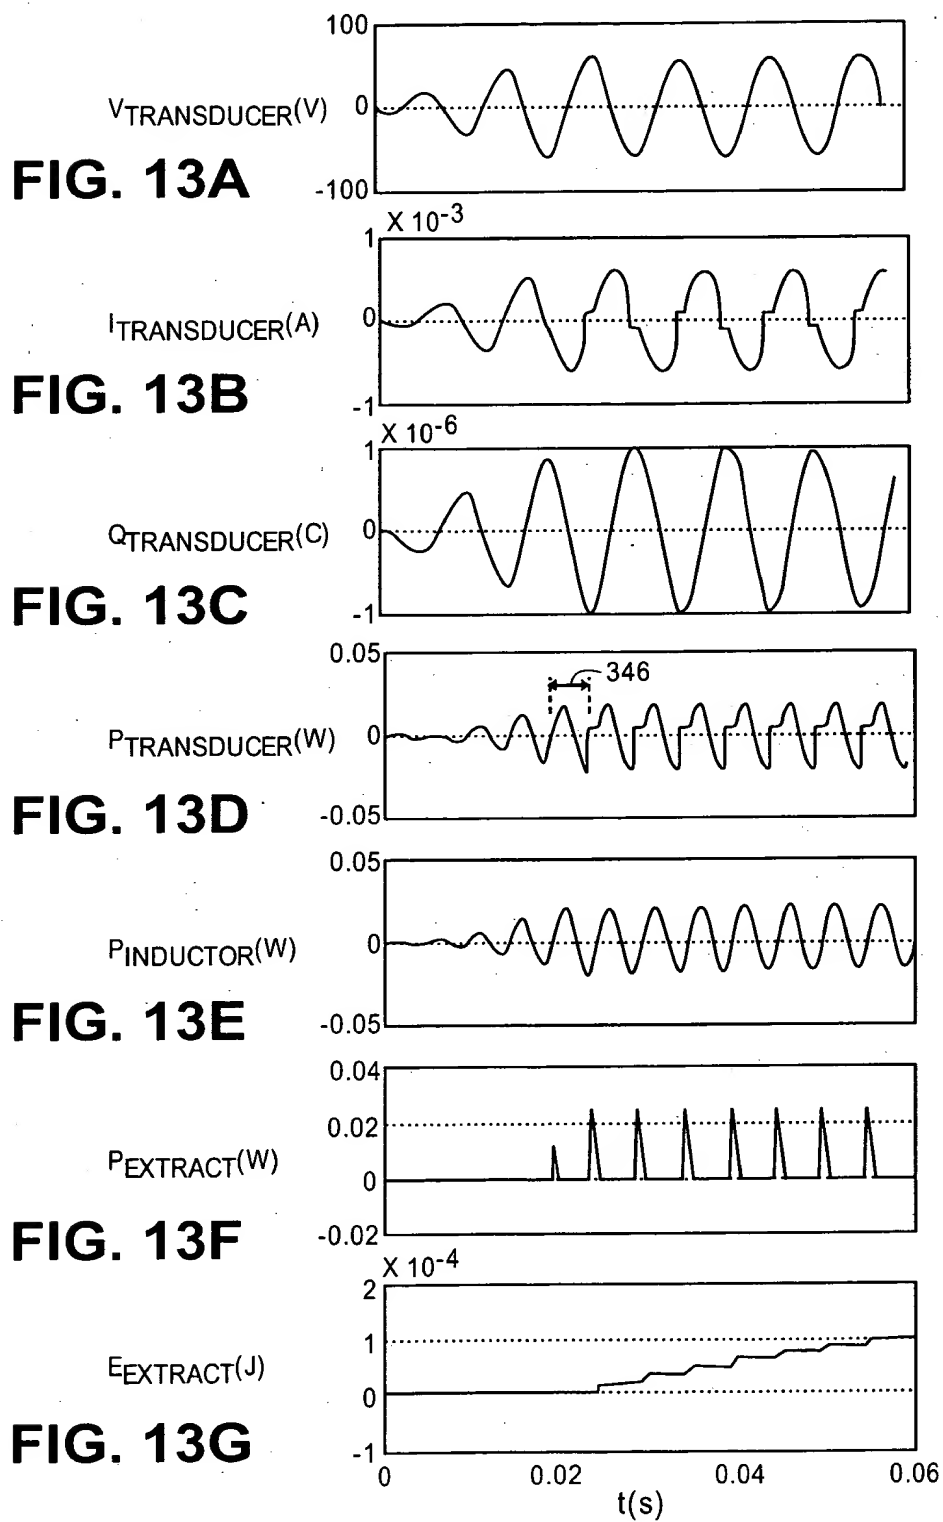 100
VTRANSDUCER(V)
0
FIG. 13A
-100
X 10-3
1
ITRANSDUCER(A)
0
FIG. 13B
-1
X 10-6
1
QTRANSDUCER(C)
0
FIG. 13C
-1
0.05
346
PTRANSDUCER(W)
0
FIG. 13D
-0.05
0.05
PINDUCTOR(W)
0
FIG. 13E
-0.05
0.04
0.02
PEXTRACT(W)
0
FIG. 13F
-0.02
X 10-4
2
1
EEXTRACT(J)
0
FIG. 13G
-1
0 0.02 0.04 0.06
t(s)